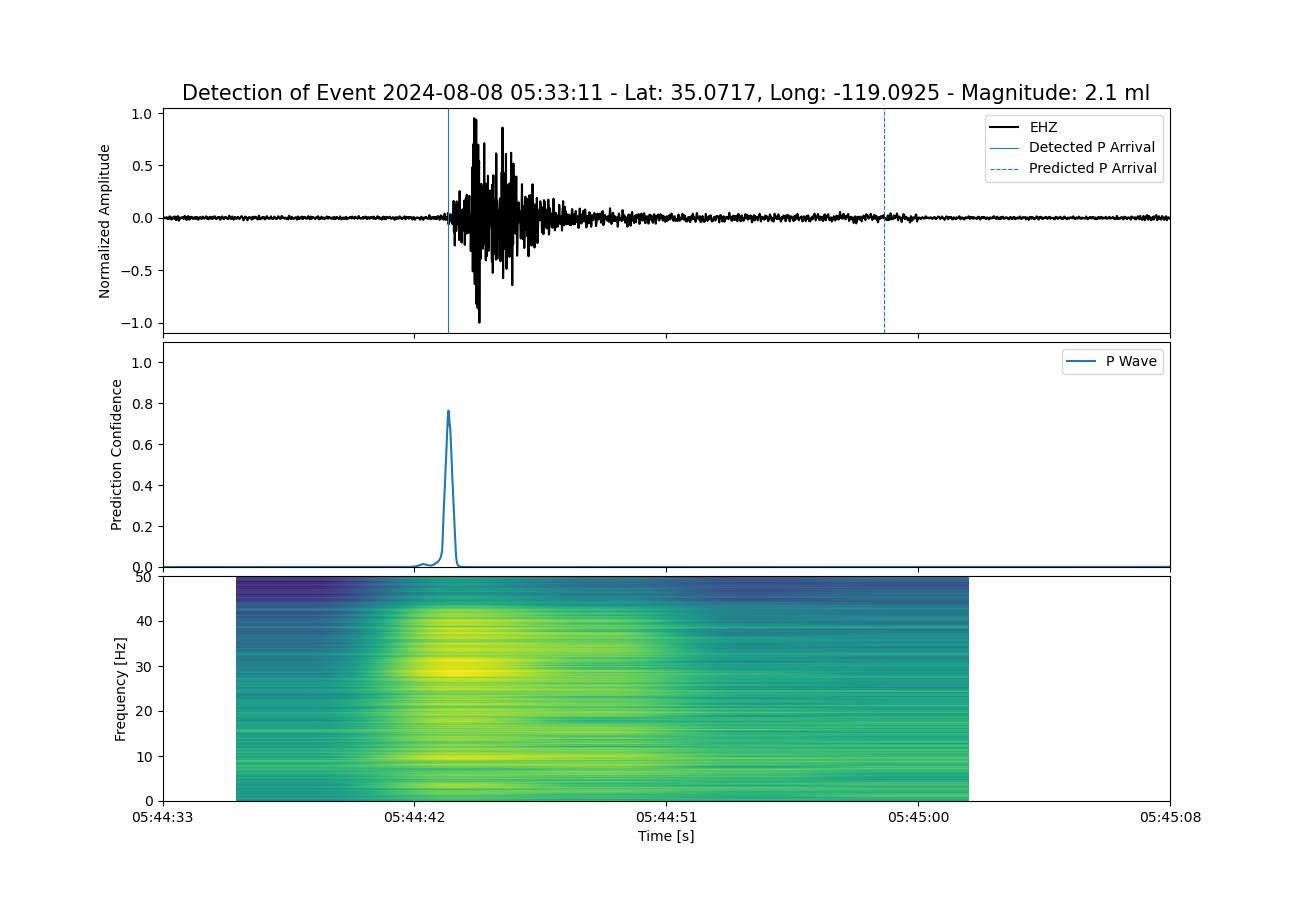 Detection of Event 2024-08-08 05:33:11 - Lat: 35.0717, Long: -119.0925 - Magnitude: 2.1 ml
1.0
0.5
0.0
−0.5
−1.0
Normalized Amplitude
EHZ
Detected P Arrival
Predicted P Arrival
1.0
0.8
0.6
0.4
0.2
0.0
Prediction Confidence
P Wave
50
40
30
20
10
0
Frequency [Hz]
05:44:33 05:44:42 05:44:51 05:45:00 05:45:08
Time [s]